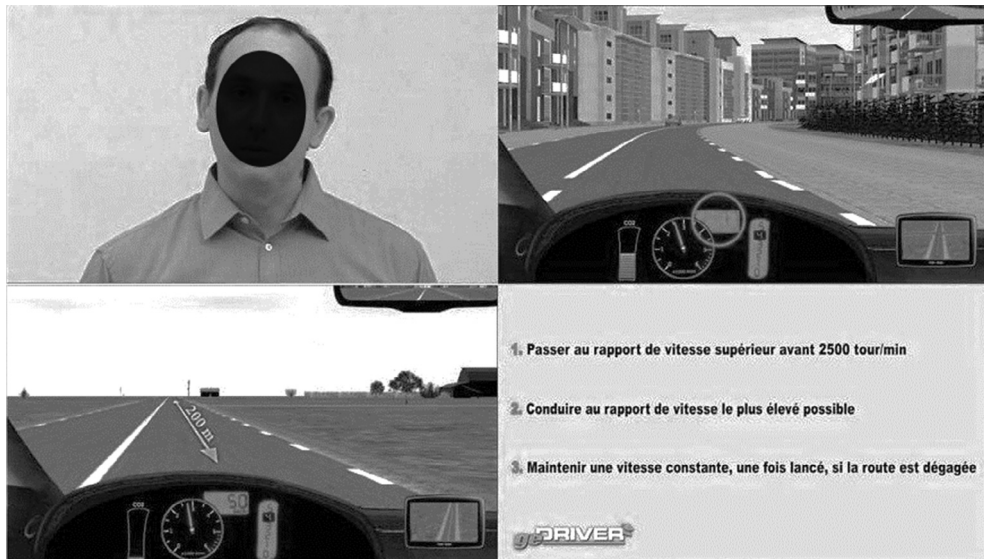 CO2
200 m
CO2
50
1. Passer au rapport de vitesse supérieur avant 2500 tour/min
2. Conduire au rapport de vitesse le plus élevé possible
3. Maintenir une vitesse constante, une fois lancé, si la route est dégagée
geDRIVER